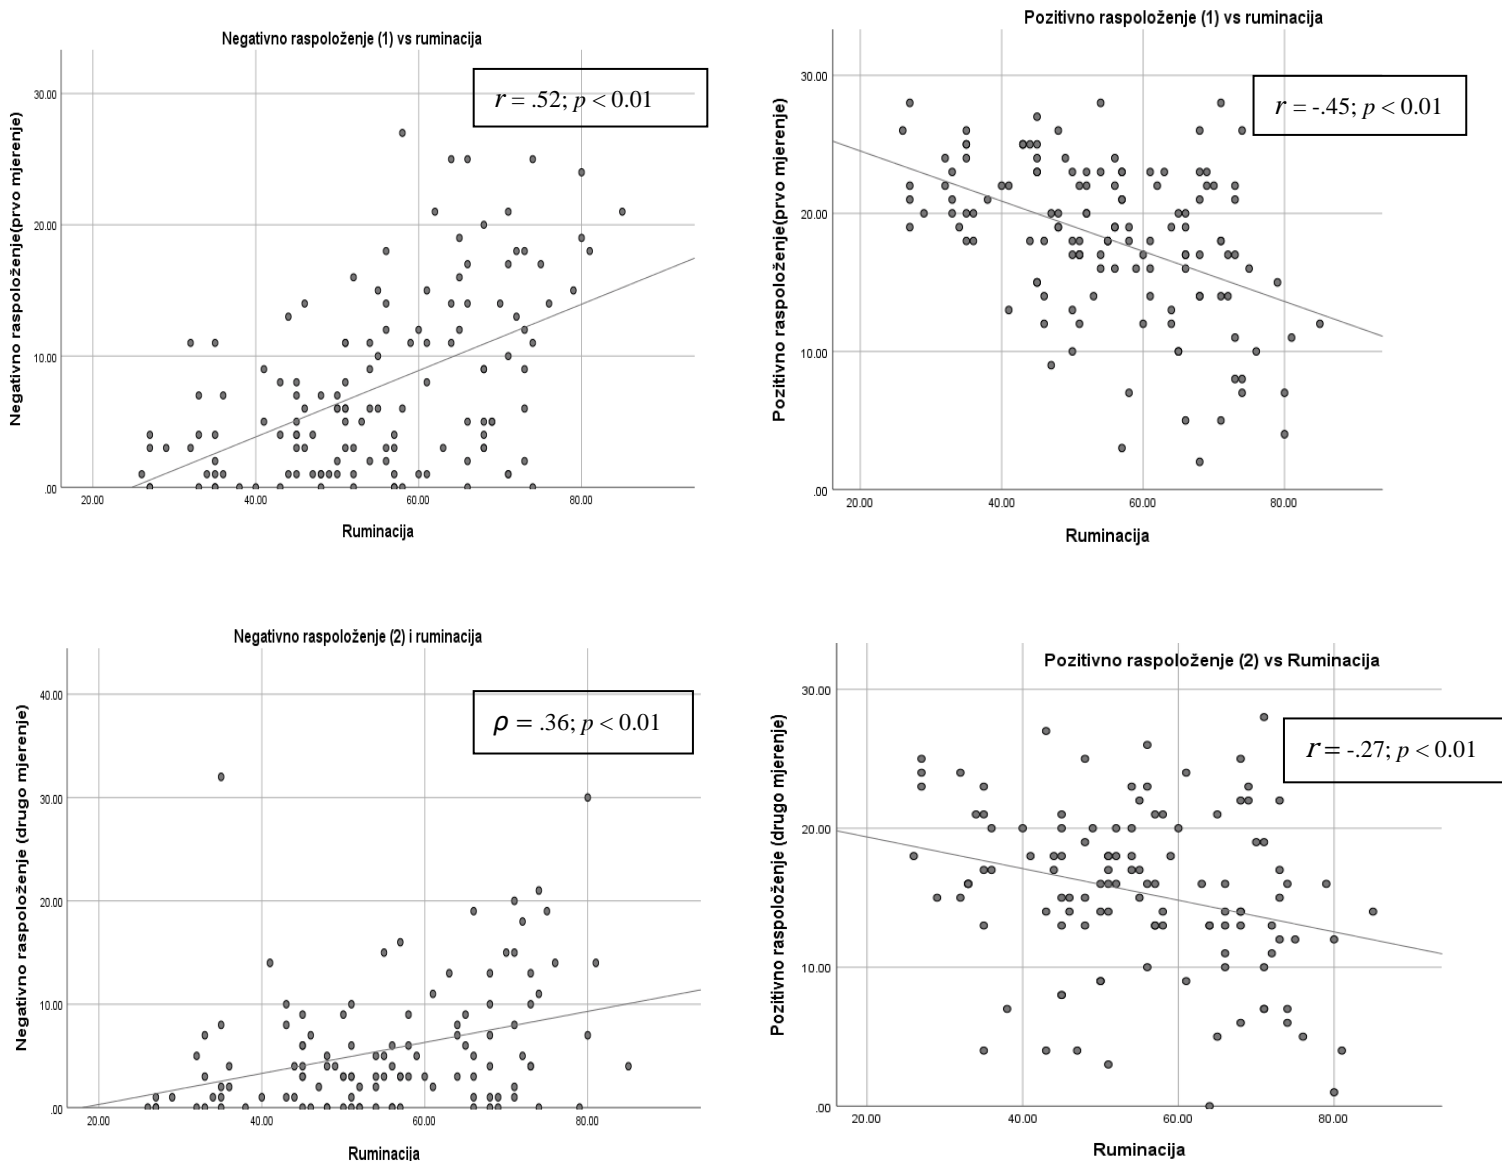 Negativno raspoloženje (1) vs ruminacija
r = .52; p < 0.01
Negativno raspoloženje(prvo mjerenje)
30.00
20.00
10.00
.00
20.00 40.00 60.00 80.00
Ruminacija
Pozitivno raspoloženje (1) vs ruminacija
r = -.45; p < 0.01
Pozitivno raspoloženje(prvo mjerenje)
30.00
20.00
10.00
.00
20.00 40.00 60.00 80.00
Ruminacija
Negativno raspoloženje (2) i ruminacija
ρ = .36; p < 0.01
Negativno raspoloženje (drugo mjerenje)
40.00
30.00
20.00
10.00
.00
20.00 40.00 60.00 80.00
Ruminacija
Pozitivno raspoloženje (2) vs Ruminacija
r = -.27; p < 0.01
Pozitivno raspoloženje (drugo mjerenje)
30.00
20.00
10.00
.00
20.00 40.00 60.00 80.00
Ruminacija